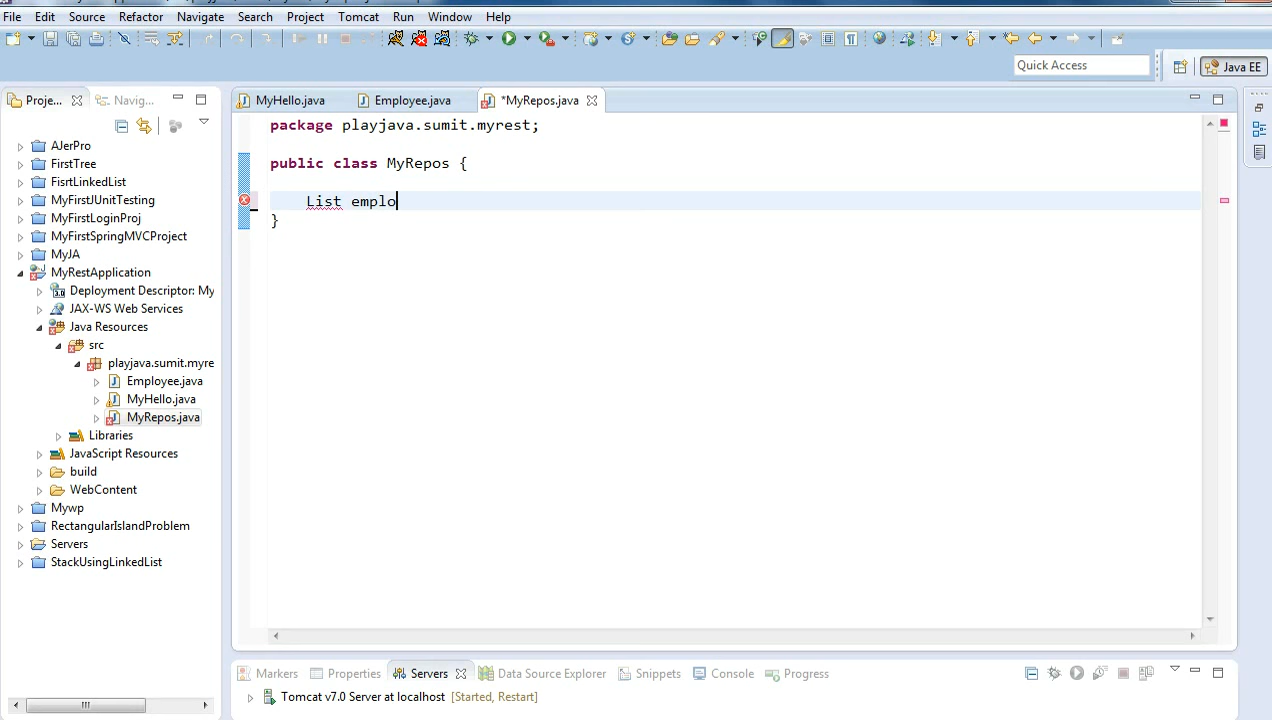 File Edit Source Refactor Navigate Search Project Tomcat Run Window Help
Quick Access
Java EE
Proje...
Navig...
AJerPro
FirstTree
FisrtLinkedList
MyFirstJUnitTesting
MyFirstLoginProj
MyFirstSpringMVCProject
MyJA
MyRestApplication
Deployment Descriptor: My
JAX-WS Web Services
Java Resources
src
playjava.sumit.myre
Employee.java
MyHello.java
MyRepos.java
Libraries
JavaScript Resources
build
WebContent
Mywp
RectangularIslandProblem
Servers
StackUsingLinkedList
MyHello.java
Employee.java
*MyRepos.java
package playjava.sumit.myrest;
public class MyRepos {
List emplo
}
Markers
Properties
Servers
Data Source Explorer
Snippets
Console
Progress
Tomcat v7.0 Server at localhost [Started, Restart]